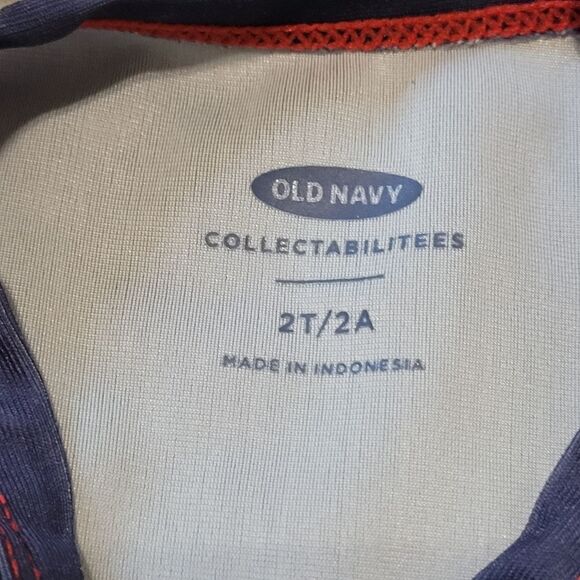 OLD NAVY
COLLECTABILITEES
2T/2A
MADE IN INDONESIA